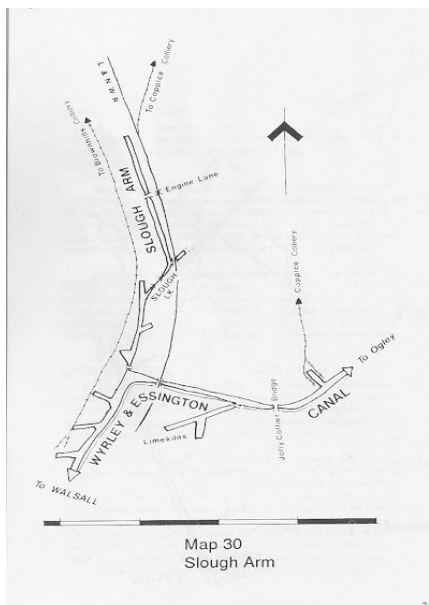 L & N W R
To Coppice Colliery
To Brownhills Colliery
Engine Lane
SLOUGH ARM
SLOUGH LK
Coppice Colliery
To Ogley
CANAL
Jolly Collier Bridge
WYRLEY & ESSINGTON
Limekilns
To WALSALL
Map 30
Slough Arm